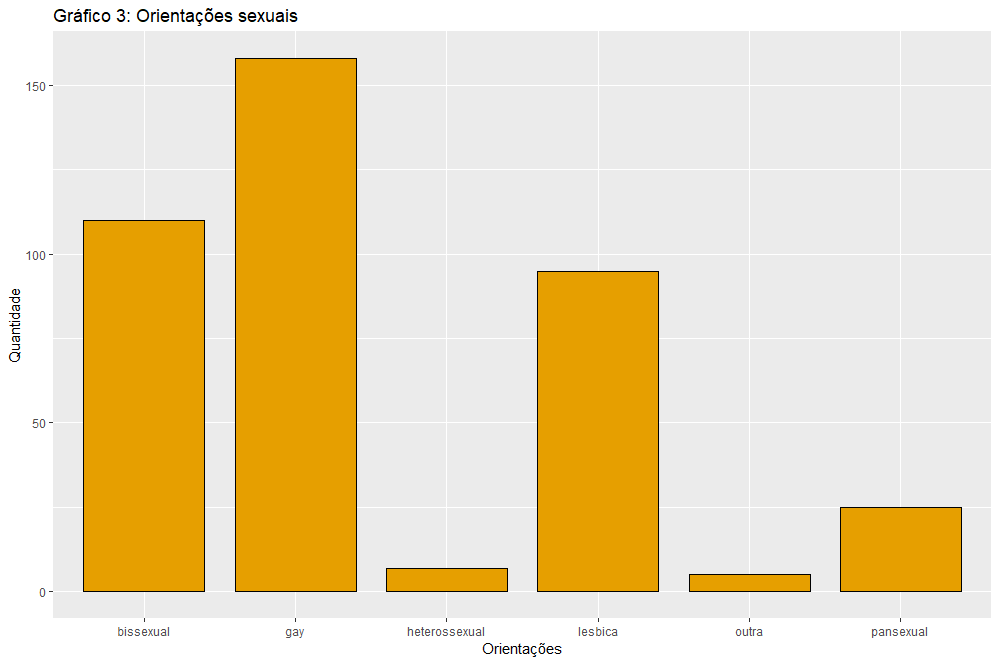 Gráfico 3: Orientações sexuais
Quantidade
150
100
50
0
bissexual gay heterossexual lesbica outra pansexual
Orientações